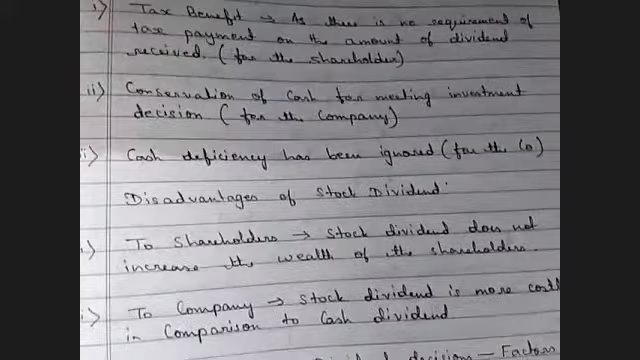 i) Tax Benefit → As there is no requirement of
tax payment on the amount of dividend
received. (for the shareholder)
ii) Conservation of Cash for meeting investment
decision (for the Company)
i) Cash deficiency has been ignored (for the Co)
Disadvantages of Stock Dividend:
) To Shareholders → Stock dividend does not
increase the wealth of the shareholders.
) To Company → Stock dividend is more costl
in Comparison to Cash dividend
decisions – Factors